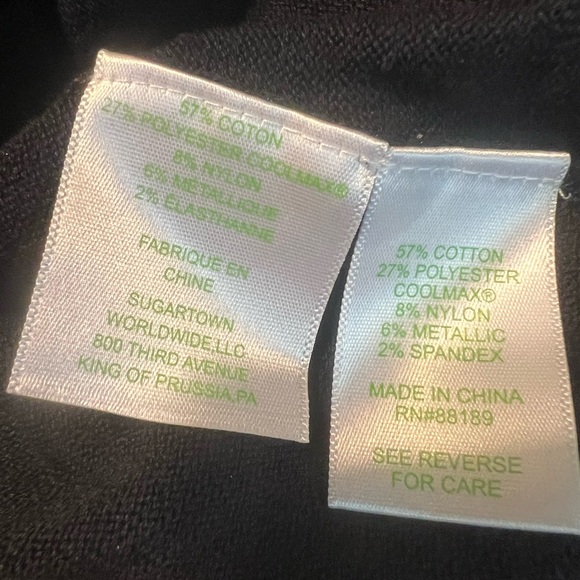 57% COTON
27% POLYESTER COOLMAX®
8% NYLON
6% MÉTALLIQUE
2% ÉLASTHANNE
FABRIQUE EN
CHINE
SUGARTOWN
WORLDWIDE,LLC
800 THIRD AVENUE
KING OF PRUSSIA,PA
57% COTTON
27% POLYESTER
COOLMAX®
8% NYLON
6% METALLIC
2% SPANDEX
MADE IN CHINA
RN#88189
SEE REVERSE
FOR CARE